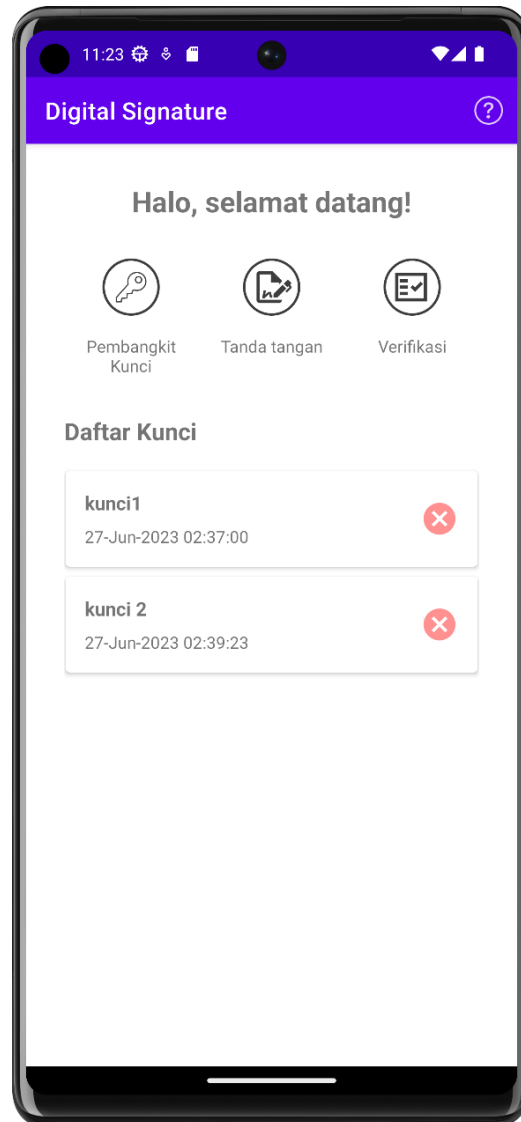 11:23
Digital Signature
?
Halo, selamat datang!
Pembangkit Kunci
Tanda tangan
Verifikasi
Daftar Kunci
kunci1
27-Jun-2023 02:37:00
kunci 2
27-Jun-2023 02:39:23